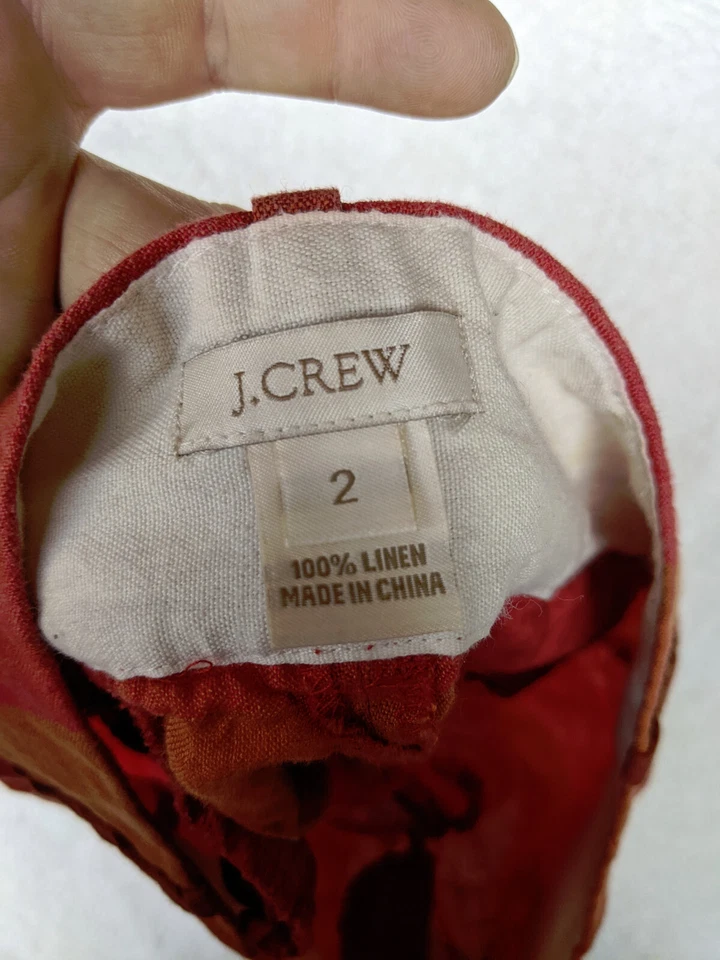 J.CREW
2
100% LINEN
MADE IN CHINA